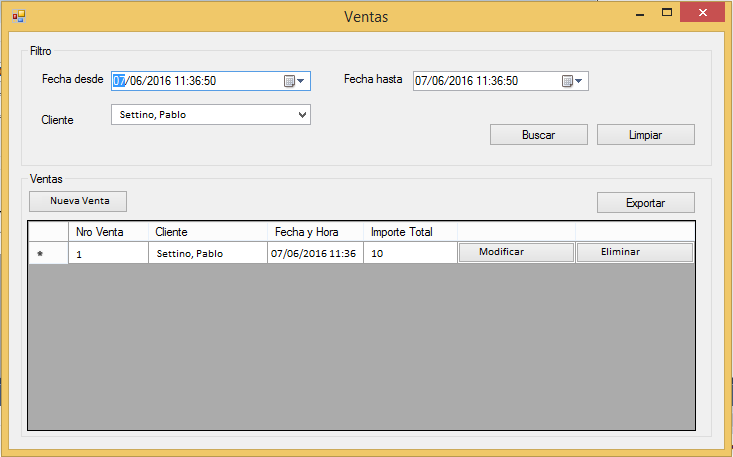 Ventas
Filtro
Fecha desde 07/06/2016 11:36:50 Fecha hasta 07/06/2016 11:36:50
Cliente Settino, Pablo
Buscar Limpiar
Ventas
Nueva Venta Exportar
Nro Venta Cliente Fecha y Hora Importe Total
* 1 Settino, Pablo 07/06/2016 11:36 10 Modificar Eliminar